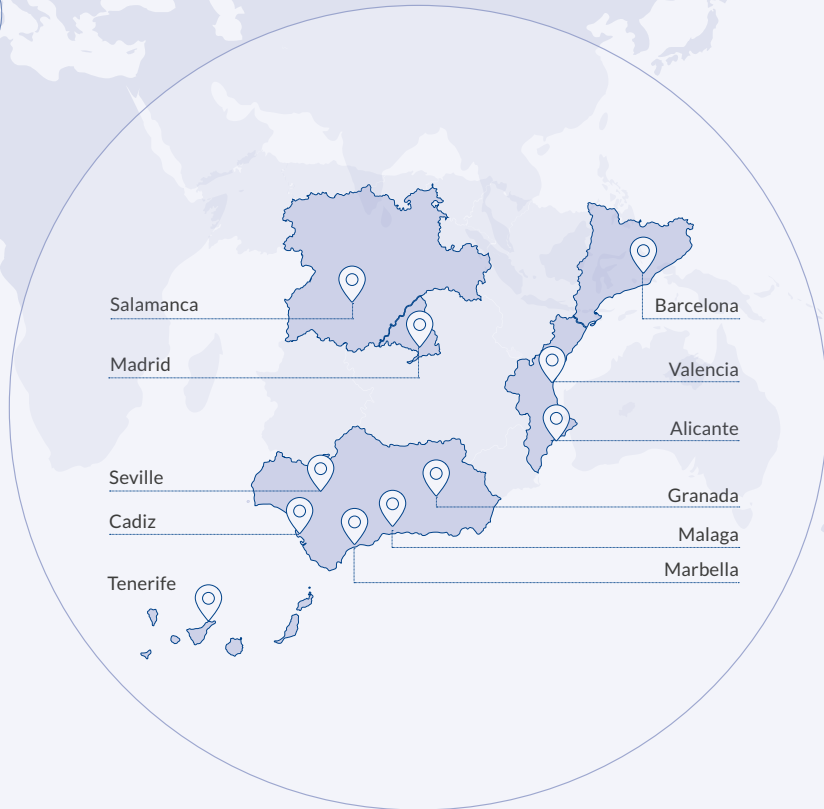 Salamanca
Barcelona
Madrid
Valencia
Alicante
Seville
Granada
Cadiz
Malaga
Marbella
Tenerife